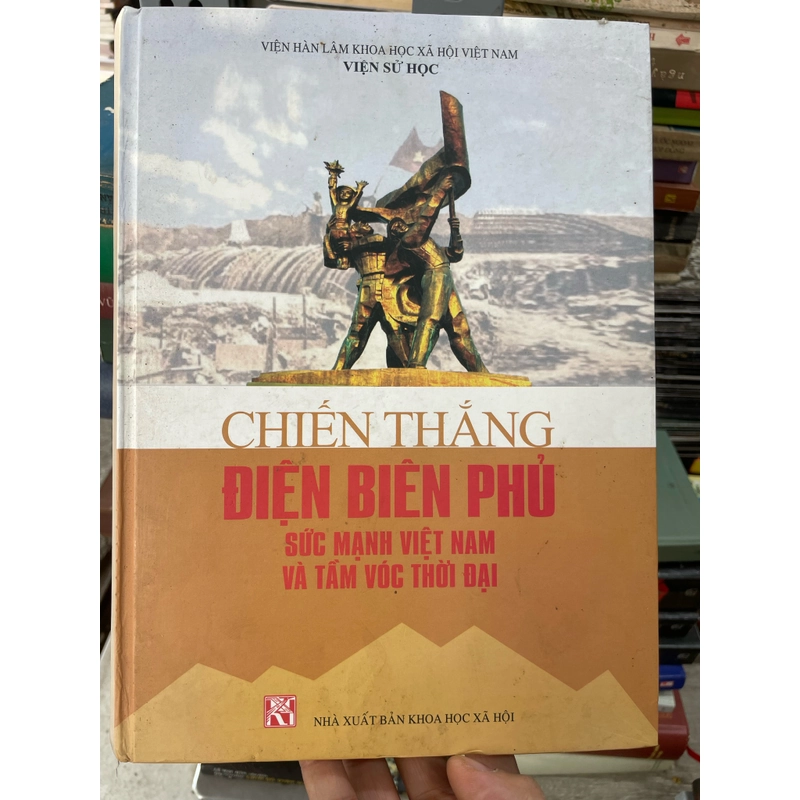 VIỆN HÀN LÂM KHOA HỌC XÃ HỘI VIỆT NAM
VIỆN SỬ HỌC
CHIẾN THẮNG
ĐIỆN BIÊN PHỦ
SỨC MẠNH VIỆT NAM
VÀ TẦM VÓC THỜI ĐẠI
NHÀ XUẤT BẢN KHOA HỌC XÃ HỘI